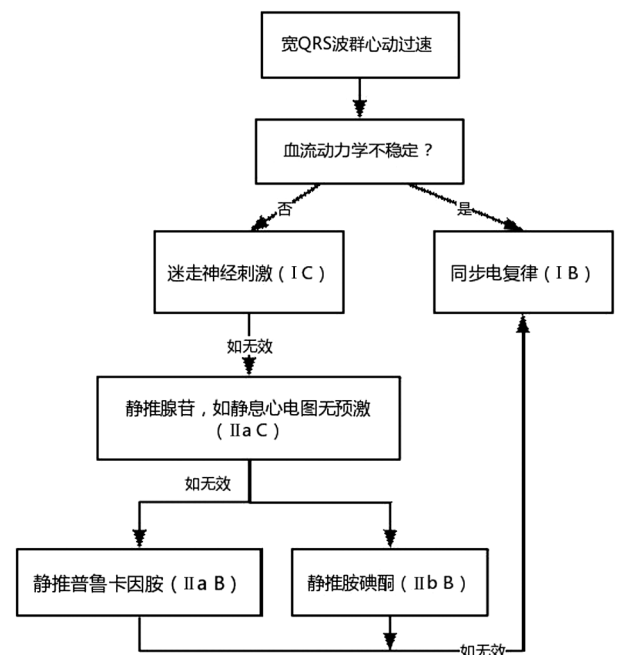 宽QRS波群心动过速
血流动力学不稳定？
否
是
迷走神经刺激（ⅠC）
同步电复律（ⅠB）
如无效
静推腺苷，如静息心电图无预激
（ⅡaC）
如无效
静推普鲁卡因胺（ⅡaB）
静推胺碘酮（ⅡbB）
如无效